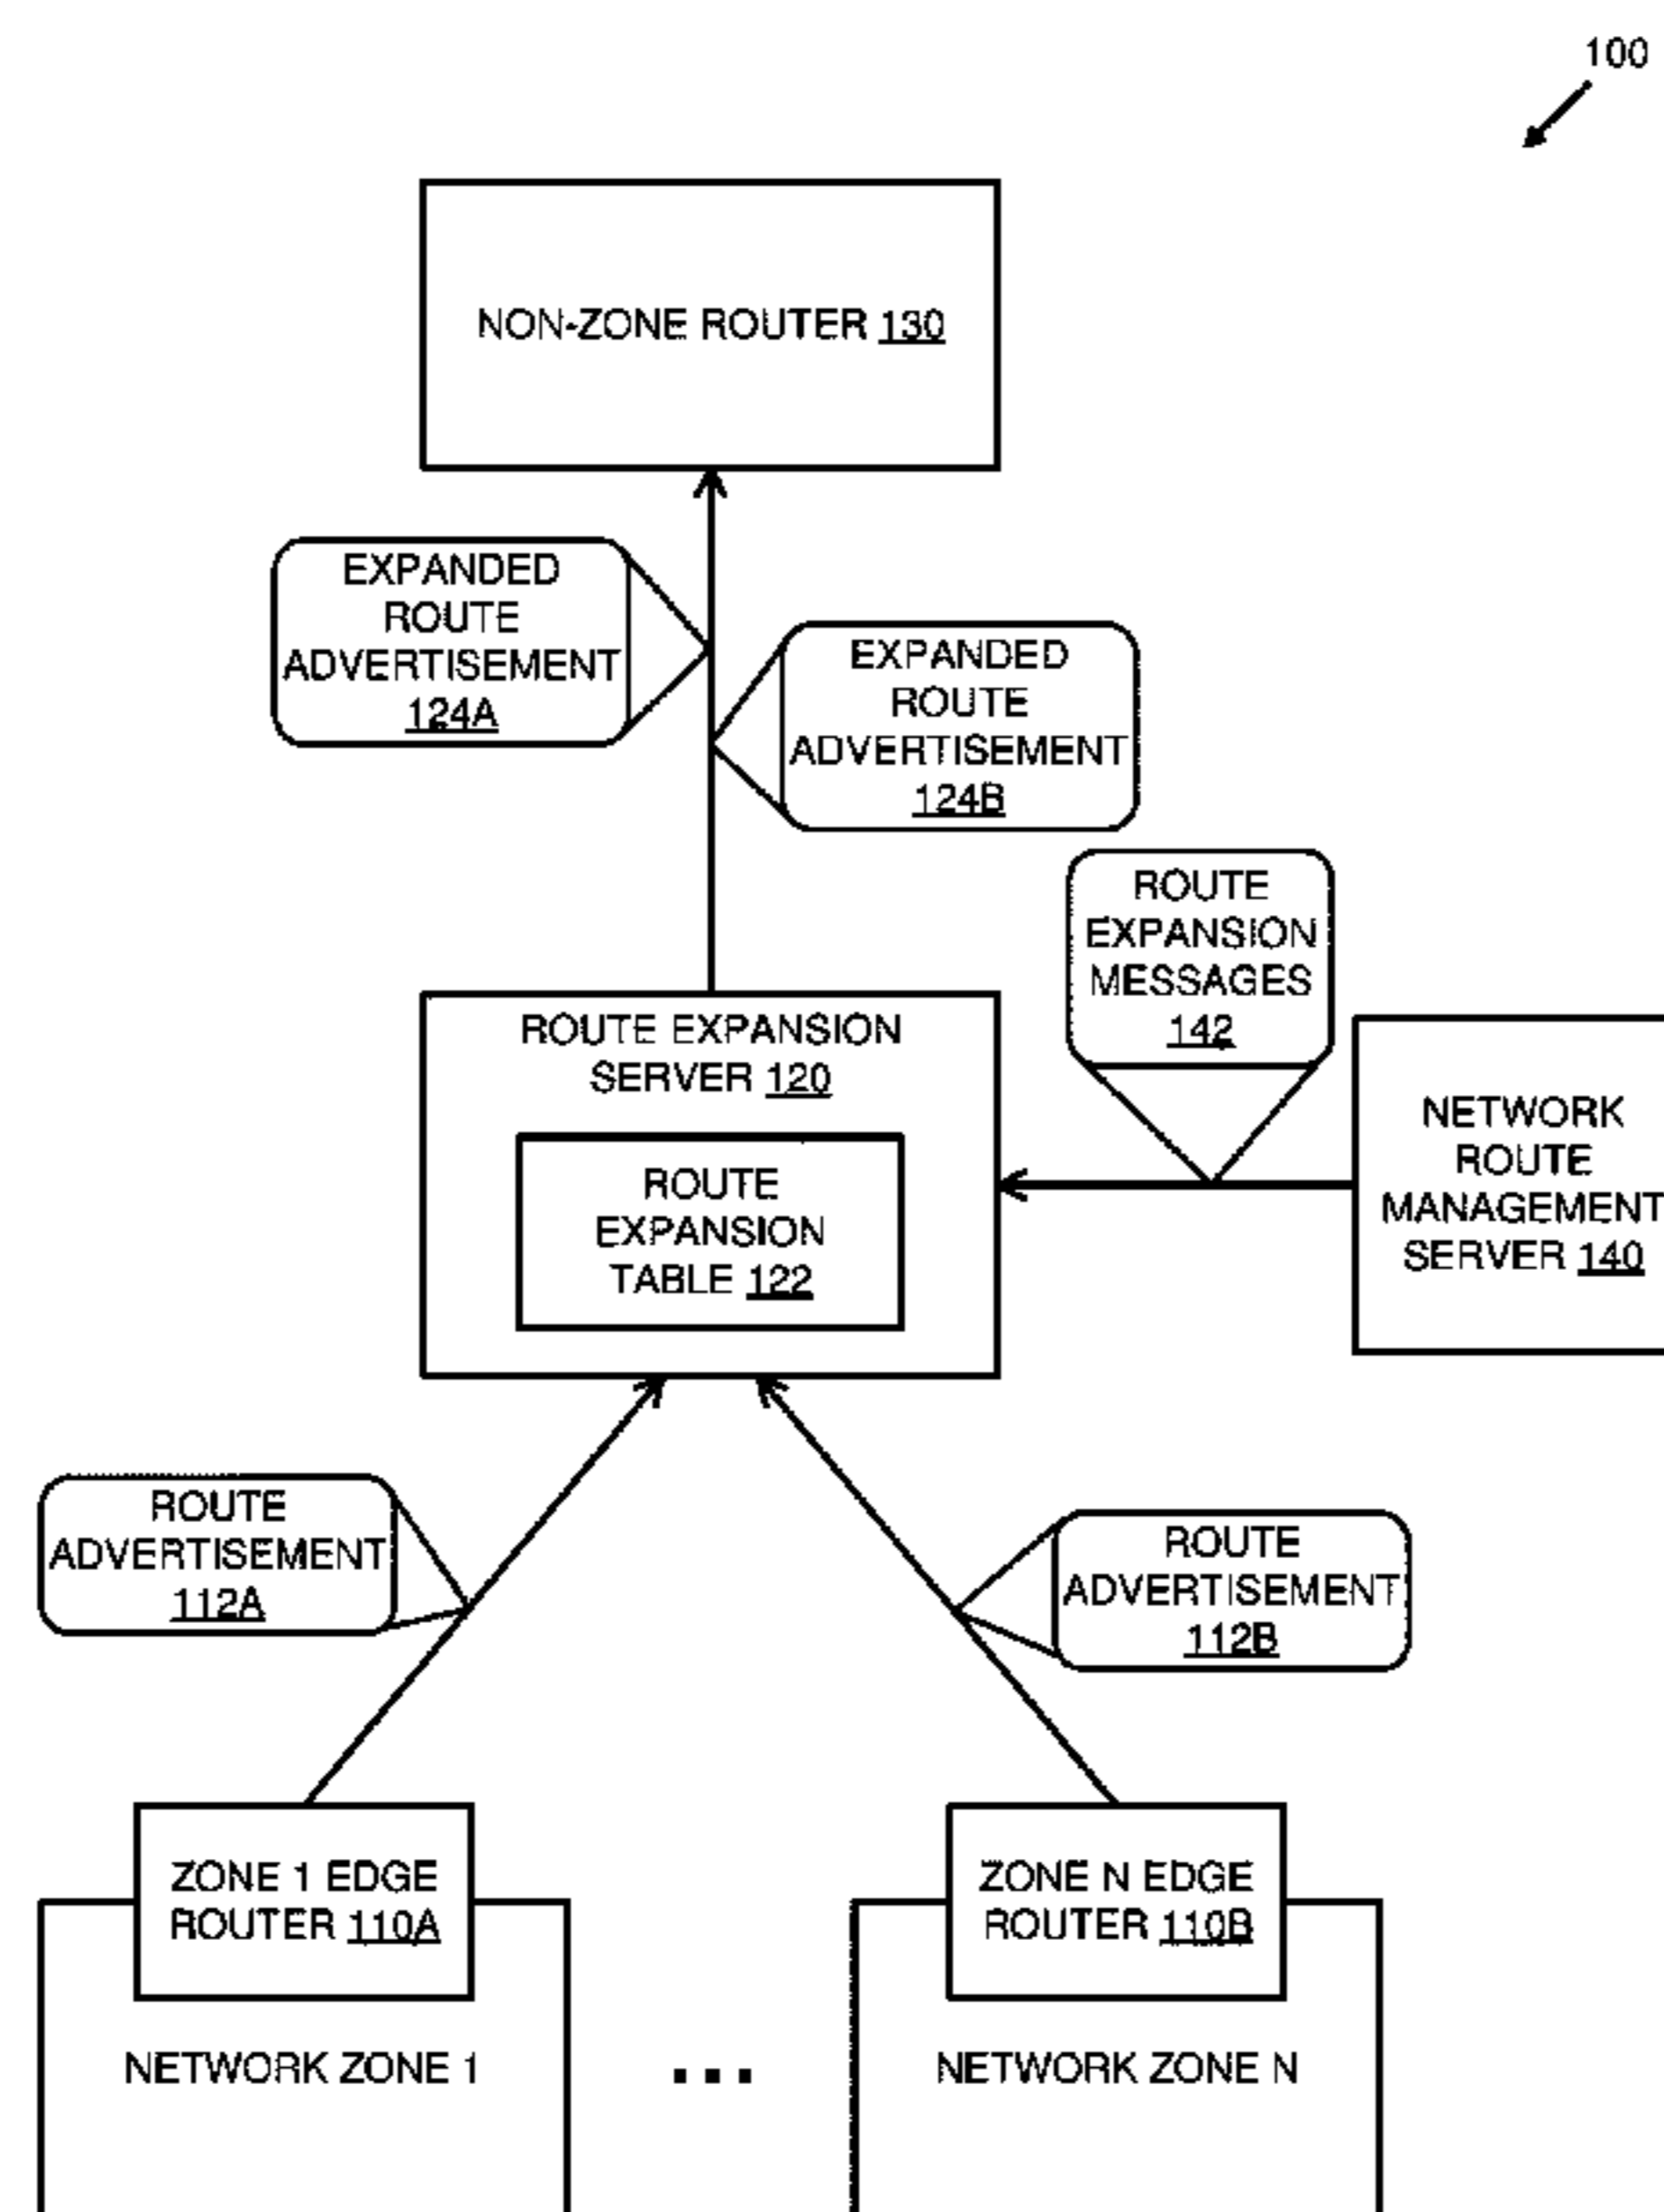 100
NON-ZONE ROUTER 130
EXPANDED
ROUTE
ADVERTISEMENT
124A
EXPANDED
ROUTE
ADVERTISEMENT
124B
ROUTE
EXPANSION
MESSAGES
142
ROUTE EXPANSION
SERVER 120
ROUTE
EXPANSION
TABLE 122
NETWORK
ROUTE
MANAGEMENT
SERVER 140
ROUTE
ADVERTISEMENT
112A
ROUTE
ADVERTISEMENT
112B
ZONE 1 EDGE
ROUTER 110A
ZONE N EDGE
ROUTER 110B
NETWORK ZONE 1
...
NETWORK ZONE N